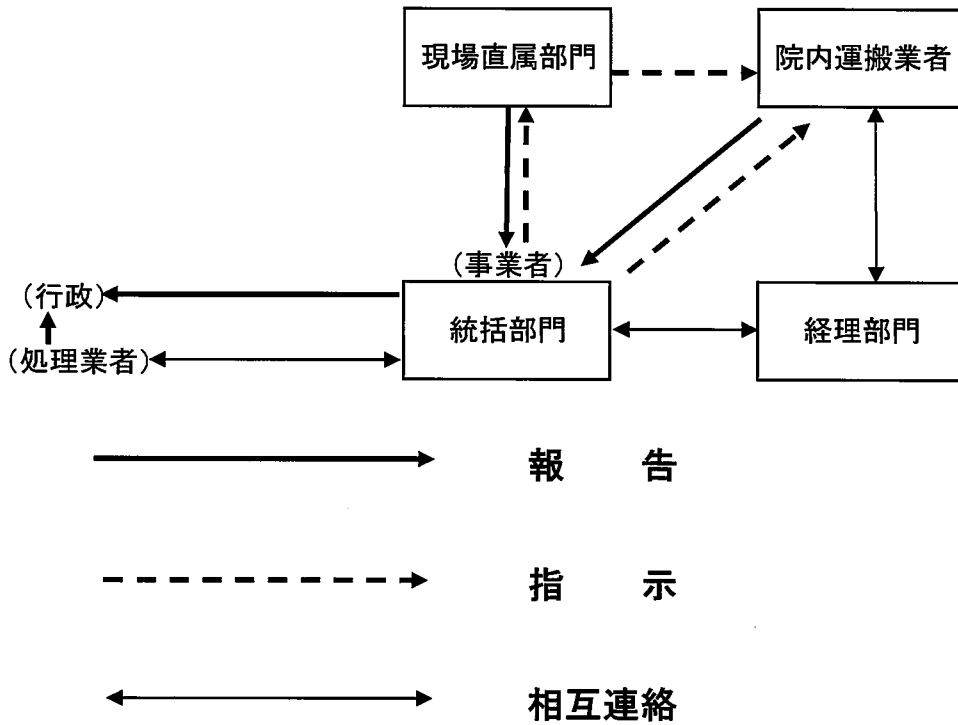 現場直属部門
院内運搬業者
(事業者)
(行政)
統括部門
経理部門
(処理業者)
報　告
指　示
相互連絡